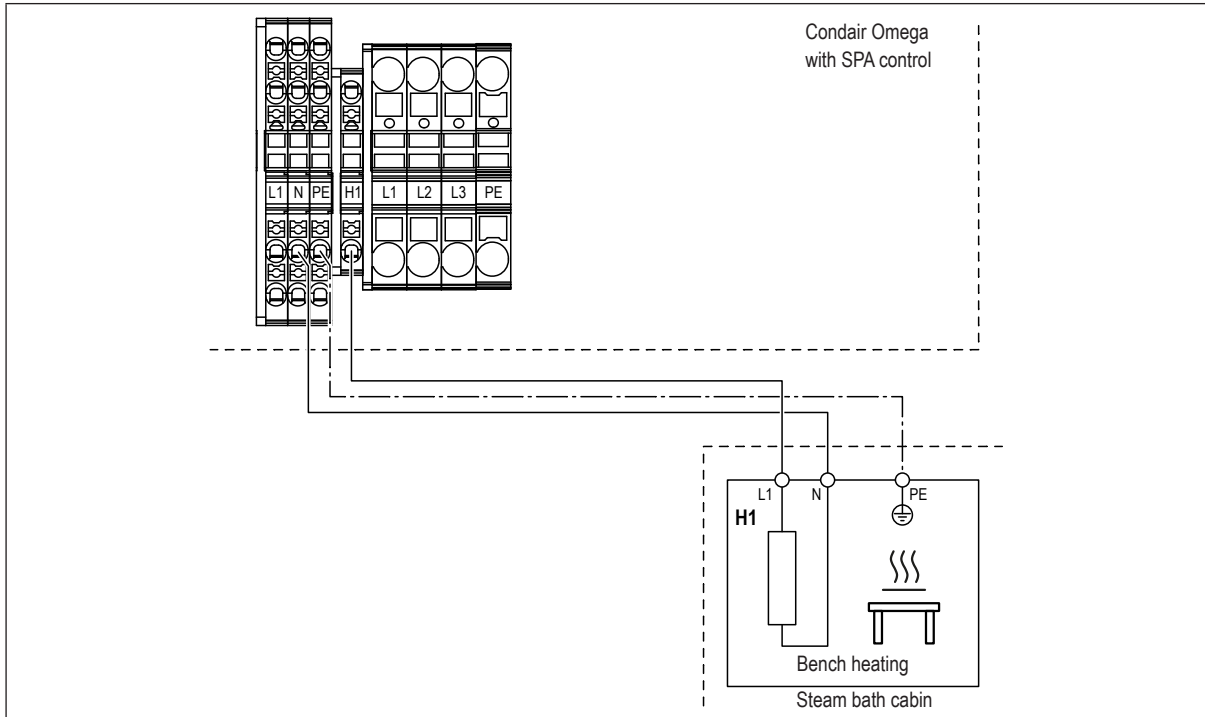 Condair Omega
with SPA control
L1 N PE H1 L1 L2 L3 PE
L1 N PE
H1
Bench heating
Steam bath cabin